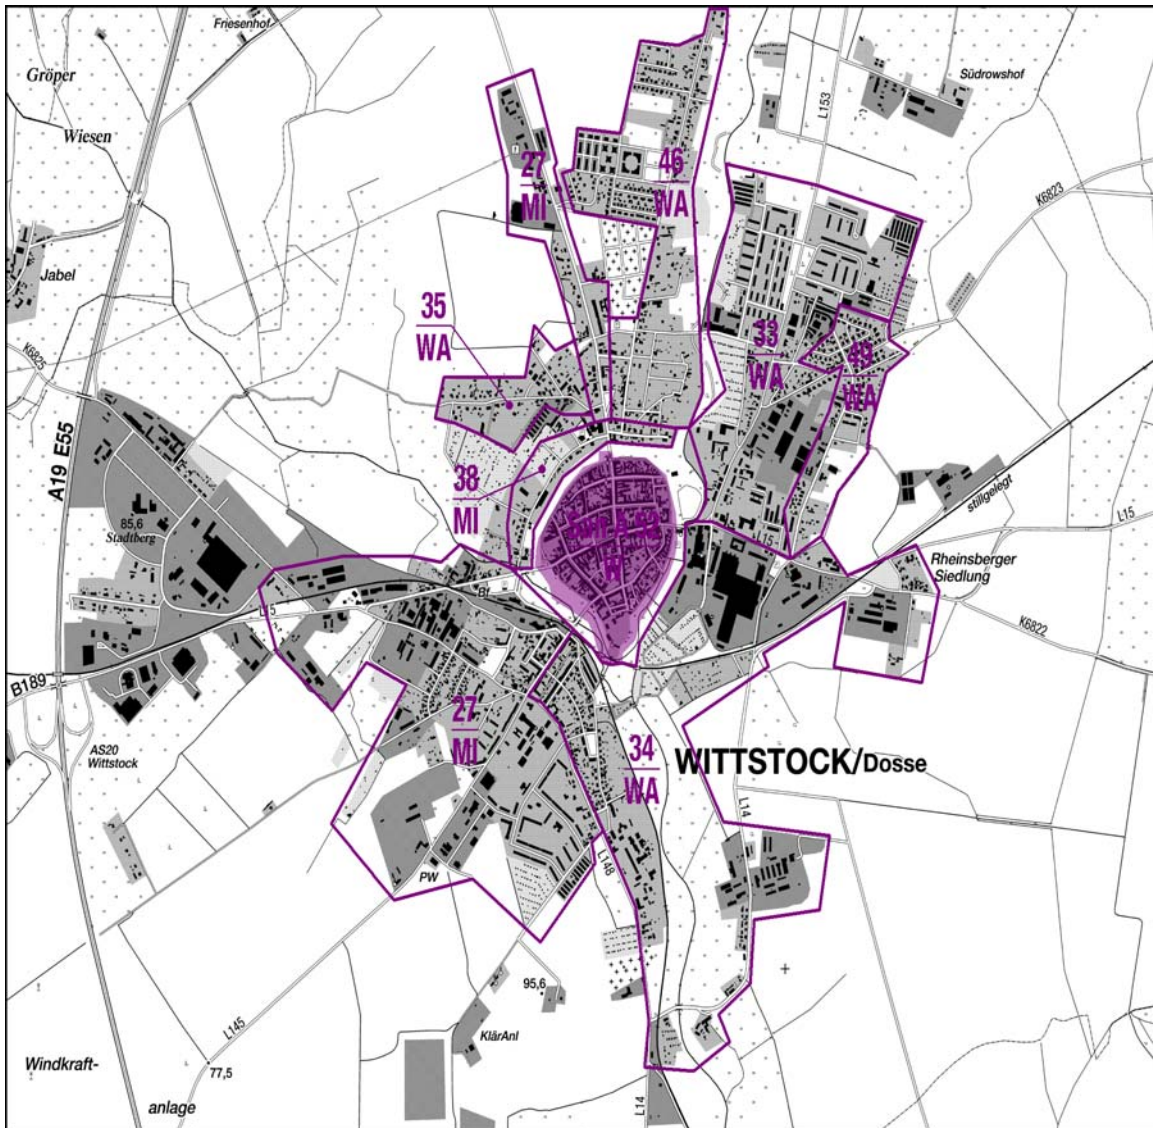 Friesenhof
Gröper
Wiesen
Südrowshof
L153
27
MI
46
WA
K6823
Jabel
35
WA
K6825
33
WA
49
WA
A19 E55
38
MI
85,6
Stadtberg
W
L15
stillgelegt
L15
Rheinsberger
Siedlung
Bf
L15
K6822
B189
AS20
Wittstock
27
MI
34
WA
WITTSTOCK/Dosse
L14
L148
PW
95,6
KlärAnl
L145
Windkraft-
77,5
anlage
L14